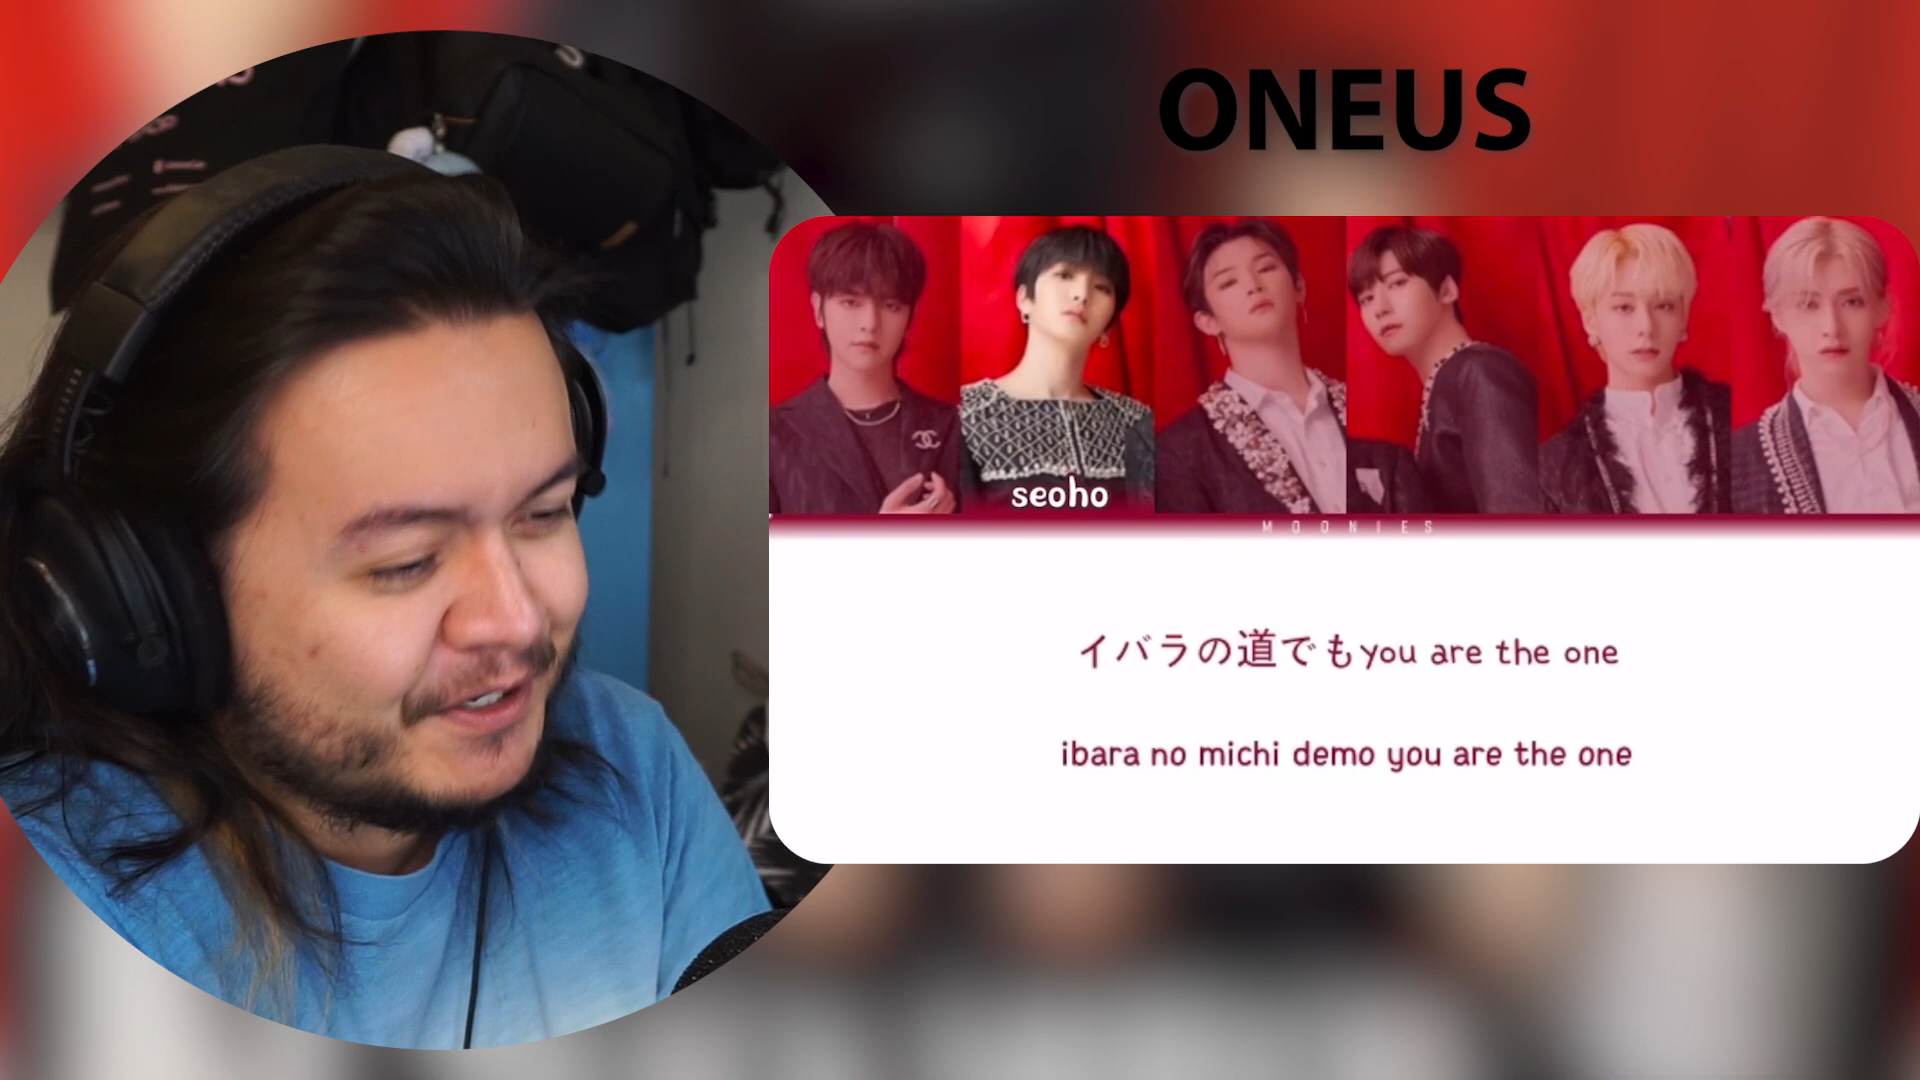 ONEUS
seoho
MOONIES
イバラの道でもyou are the one
ibara no michi demo you are the one